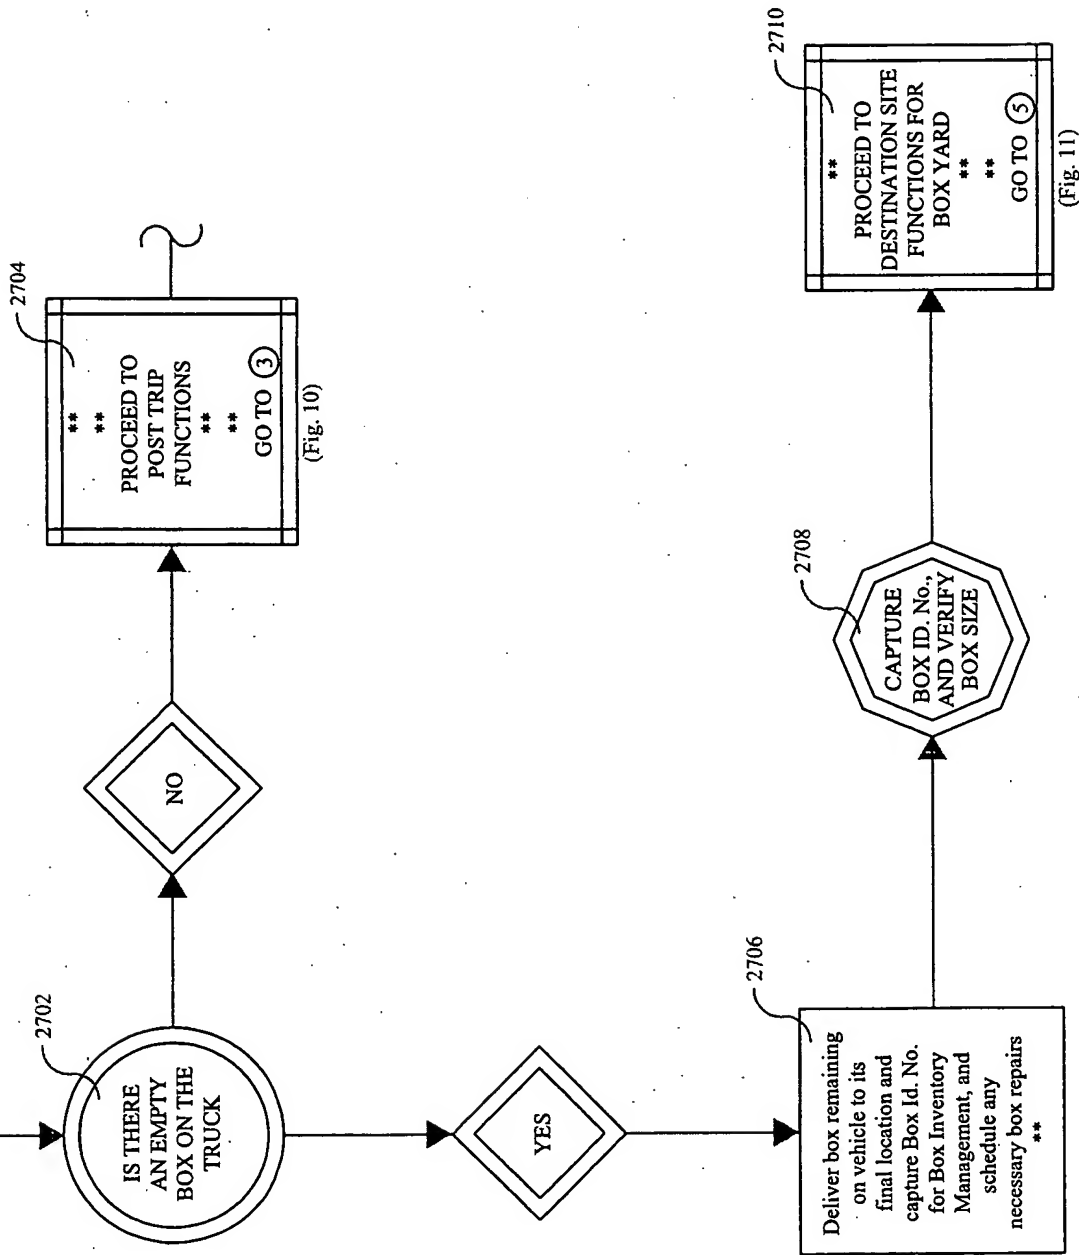 2702
IS THERE
AN EMPTY
BOX ON THE
TRUCK
NO
2704
**
**
PROCEED TO
POST TRIP
FUNCTIONS
**
**
GO TO 3
(Fig. 10)
YES
2706
Deliver box remaining
on vehicle to its
final location and
capture Box Id. No.
for Box Inventory
Management, and
schedule any
necessary box repairs
**
2708
CAPTURE
BOX ID. No.,
AND VERIFY
BOX SIZE
2710
**
PROCEED TO
DESTINATION SITE
FUNCTIONS FOR
BOX YARD
**
**
GO TO 5
(Fig. 11)